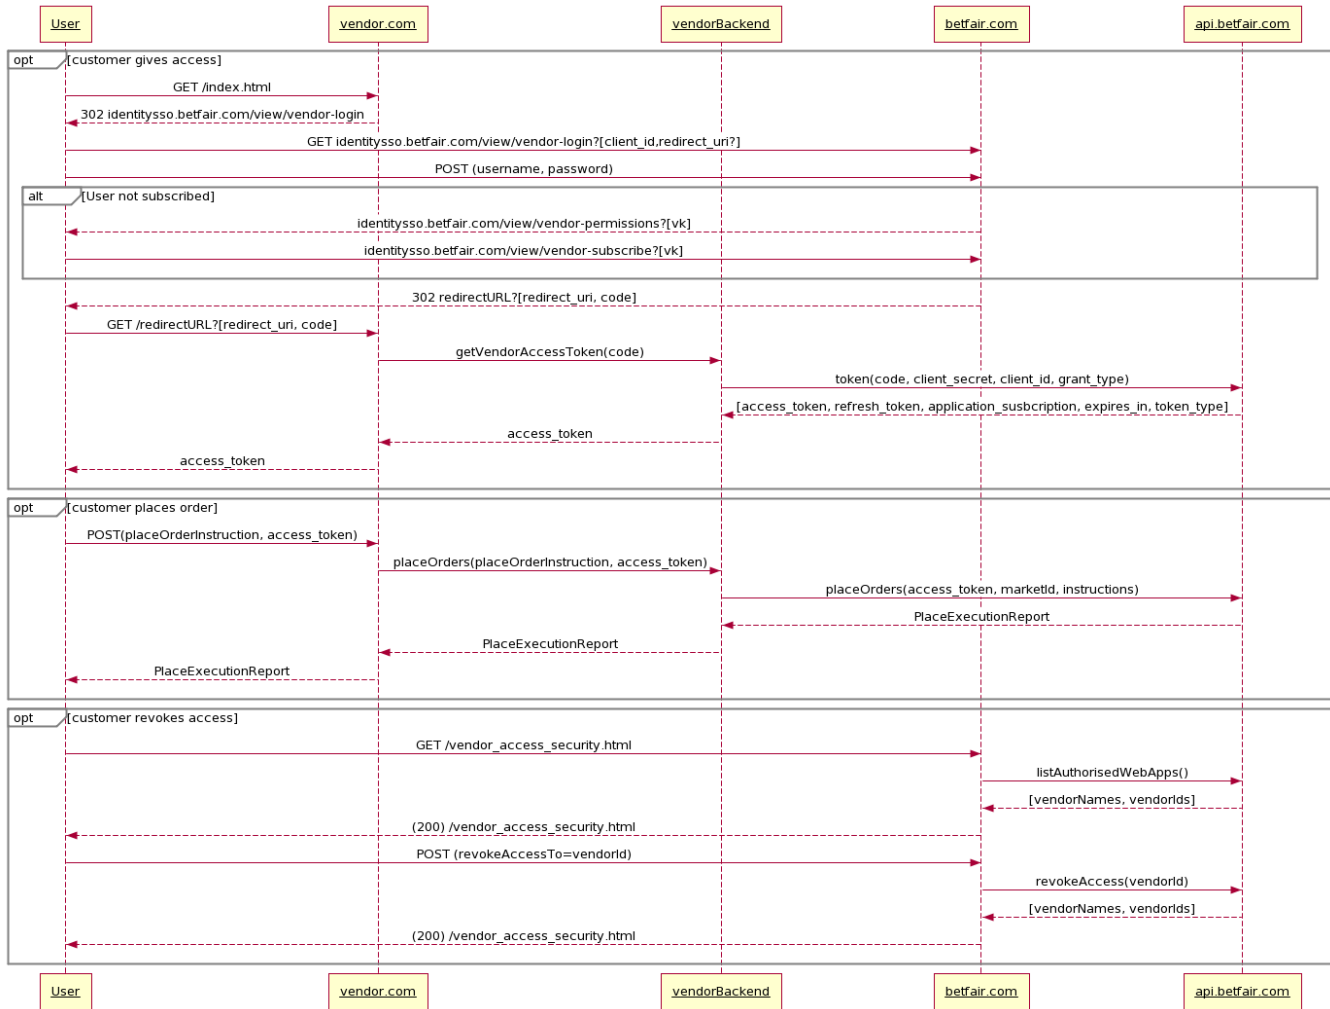 User
vendor.com
vendorBackend
betfair.com
api.betfair.com
opt
[customer gives access]
GET /index.html
302 identitysso.betfair.com/view/vendor-login
GET identitysso.betfair.com/view/vendor-login?[client_id,redirect_uri?]
POST (username, password)
alt
[User not subscribed]
identitysso.betfair.com/view/vendor-permissions?[vk]
identitysso.betfair.com/view/vendor-subscribe?[vk]
302 redirectURL?[redirect_uri, code]
GET /redirectURL?[redirect_uri, code]
getVendorAccessToken(code)
token(code, client_secret, client_id, grant_type)
[access_token, refresh_token, application_susbcription, expires_in, token_type]
access_token
access_token
opt
[customer places order]
POST(placeOrderInstruction, access_token)
placeOrders(placeOrderInstruction, access_token)
placeOrders(access_token, marketId, instructions)
PlaceExecutionReport
PlaceExecutionReport
PlaceExecutionReport
opt
[customer revokes access]
GET /vendor_access_security.html
listAuthorisedWebApps()
[vendorNames, vendorIds]
(200) /vendor_access_security.html
POST (revokeAccessTo=vendorId)
revokeAccess(vendorId)
[vendorNames, vendorIds]
(200) /vendor_access_security.html
User
vendor.com
vendorBackend
betfair.com
api.betfair.com